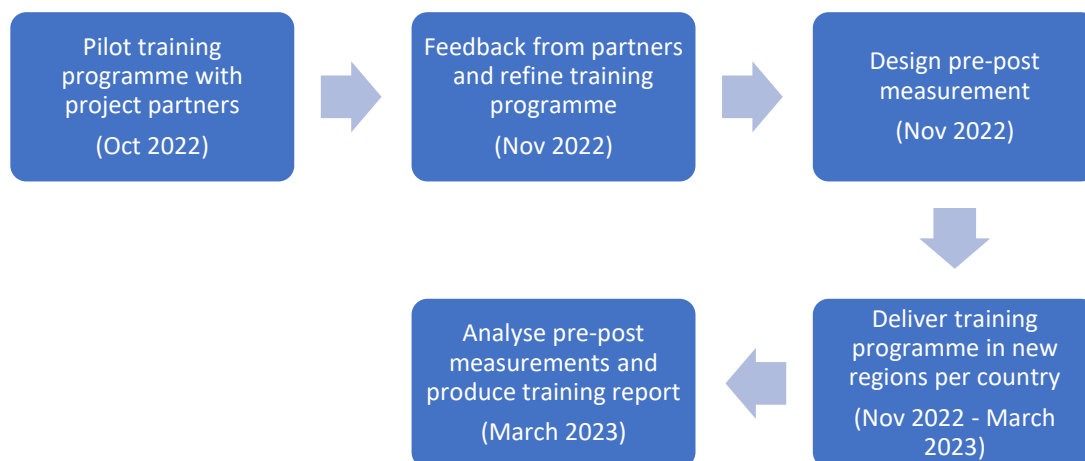 Pilot training
programme with
project partners
(Oct 2022)
Feedback from partners
and refine training
programme
(Nov 2022)
Design pre-post
measurement
(Nov 2022)
Deliver training
programme in new
regions per country
(Nov 2022 - March
2023)
Analyse pre-post
measurements and
produce training report
(March 2023)